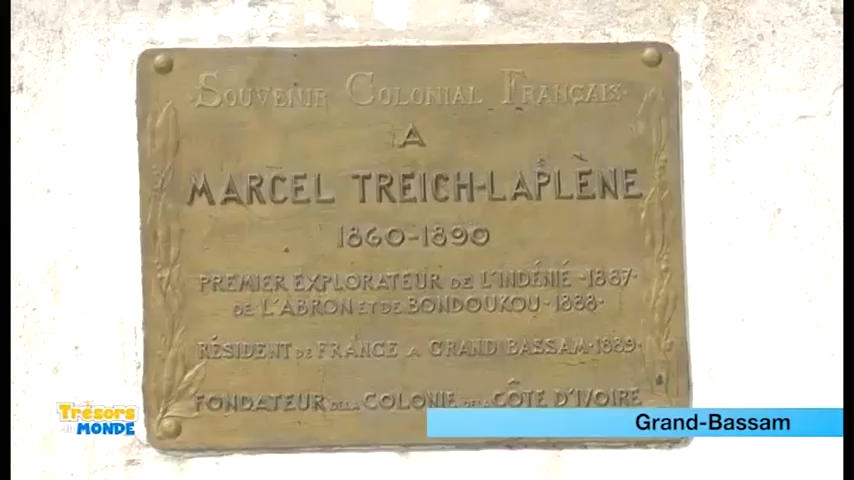 ·SOUVENIR COLONIAL FRANÇAIS·
A
MARCEL TREICH-LAPLÈNE
1860-1890
PREMIER EXPLORATEUR DE L'INDÉNIÉ ·1887·
DE L'ABRON ET DE BONDOUKOU ·1888·
RÉSIDENT DE FRANCE A GRAND BASSAM·1889·
FONDATEUR DE LA COLONIE DE LA CÔTE D'IVOIRE
Grand-Bassam
Trésors
du MONDE